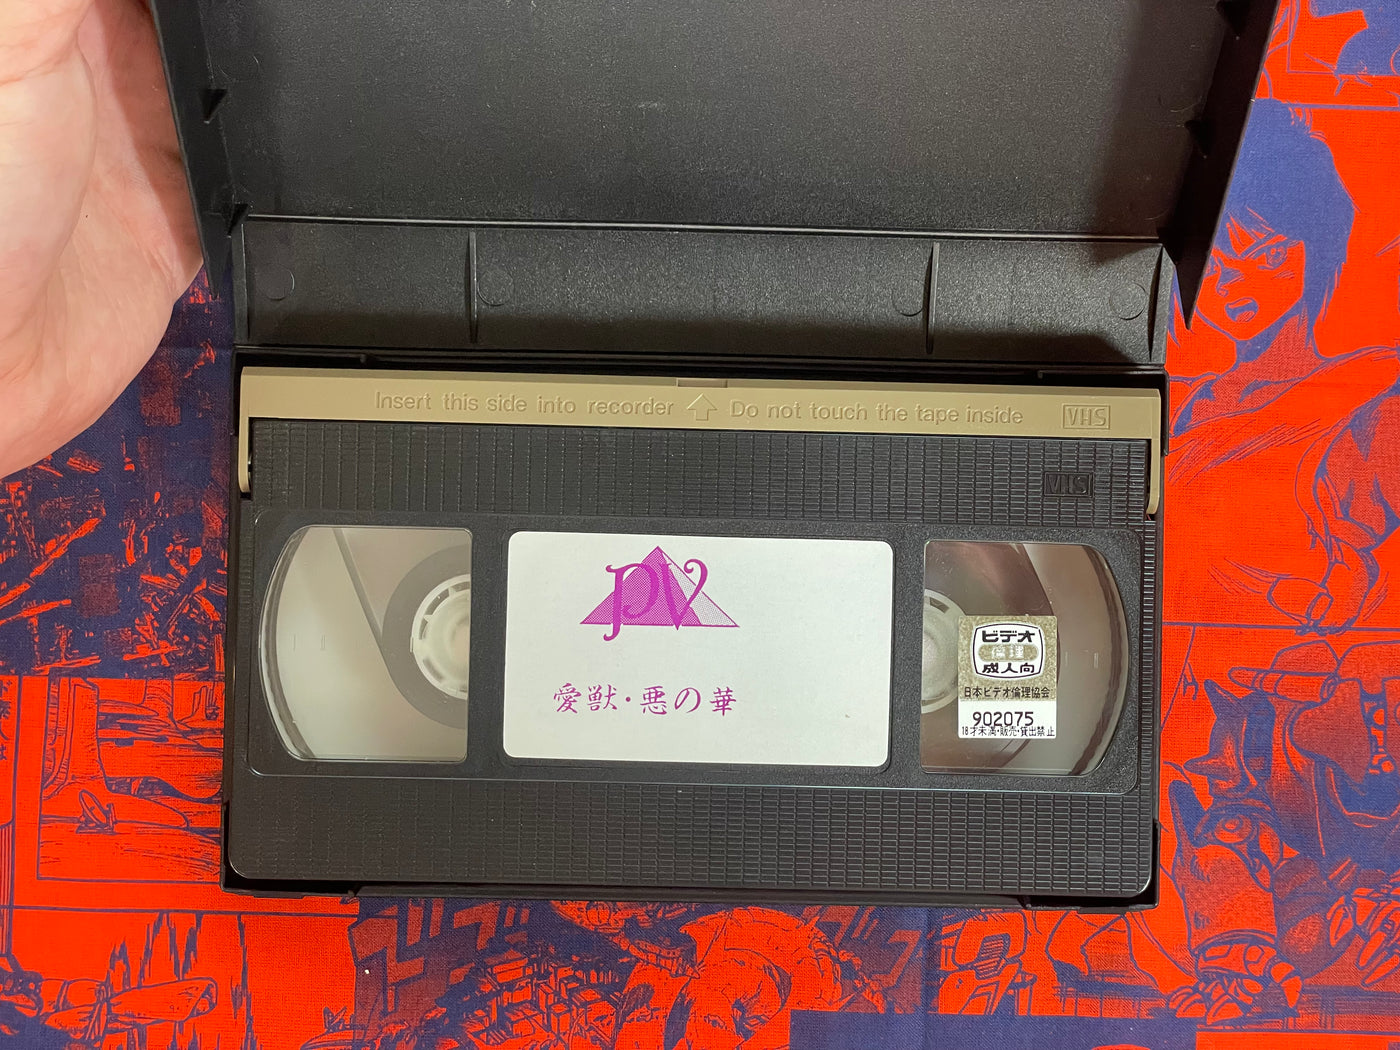 Insert this side into recorder Do not touch the tape inside VHS
VHS
PV
愛獣・悪の華
ビデオ
倫理
成人向
日本ビデオ倫理協会
902075
18才未満・販売・貸出禁止